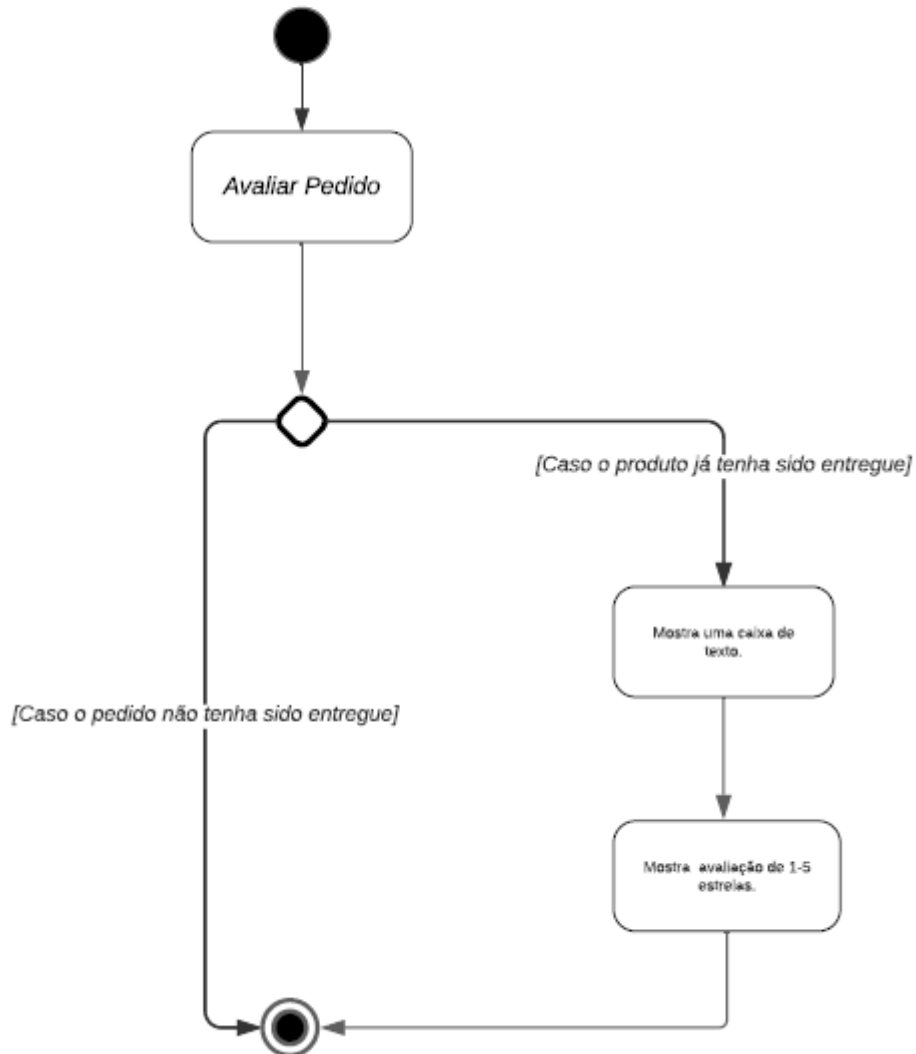 Avaliar Pedido
[Caso o produto já tenha sido entregue]
Mostra uma caixa de
texto.
[Caso o pedido não tenha sido entregue]
Mostra avaliação de 1-5
estrelas.